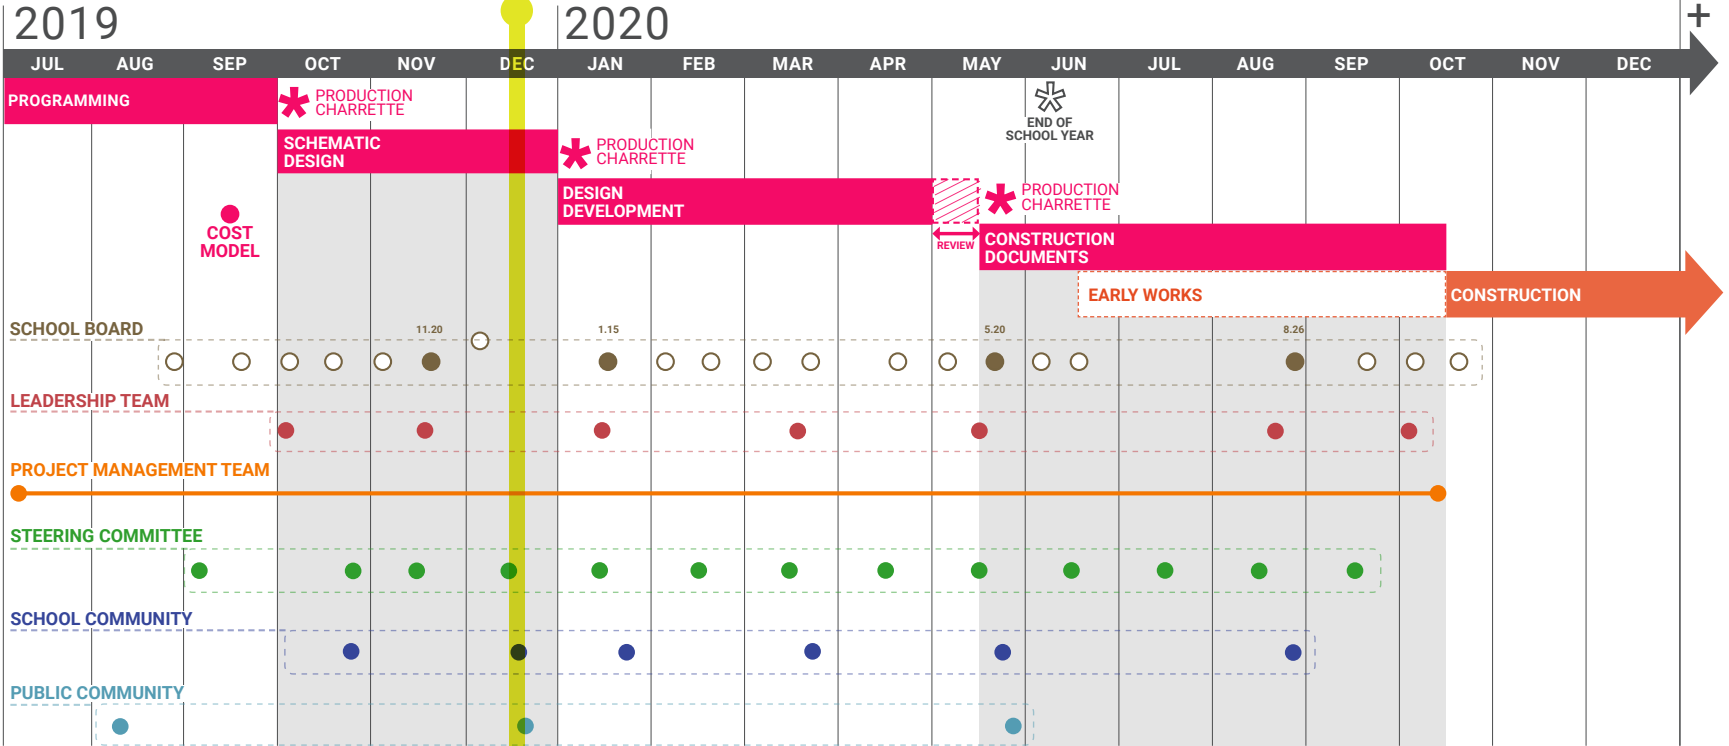 2019
2020
+
JUL AUG SEP OCT NOV DEC JAN FEB MAR APR MAY JUN JUL AUG SEP OCT NOV DEC
PROGRAMMING
PRODUCTION
CHARRETTE
END OF
SCHOOL YEAR
SCHEMATIC
DESIGN
PRODUCTION
CHARRETTE
DESIGN
DEVELOPMENT
PRODUCTION
CHARRETTE
COST
MODEL
REVIEW
CONSTRUCTION
DOCUMENTS
EARLY WORKS
CONSTRUCTION
SCHOOL BOARD
11.20
1.15
5.20
8.26
LEADERSHIP TEAM
PROJECT MANAGEMENT TEAM
STEERING COMMITTEE
SCHOOL COMMUNITY
PUBLIC COMMUNITY